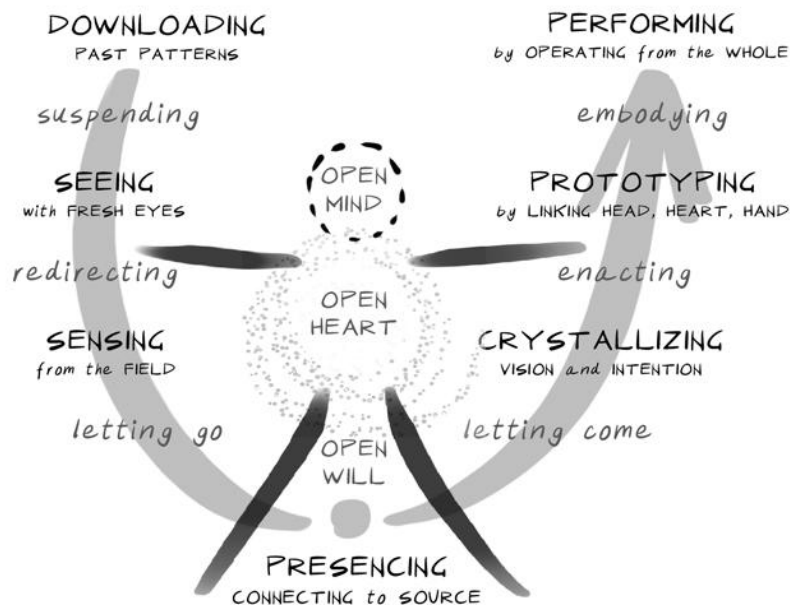 DOWNLOADING
PAST PATTERNS
suspending
SEEING
with FRESH EYES
redirecting
SENSING
from the FIELD
letting go
OPEN
MIND
OPEN
HEART
OPEN
WILL
PRESENCING
CONNECTING to SOURCE
PERFORMING
by OPERATING from the WHOLE
embodying
PROTOTYPING
by LINKING HEAD, HEART, HAND
enacting
CRYSTALLIZING
VISION and INTENTION
letting come